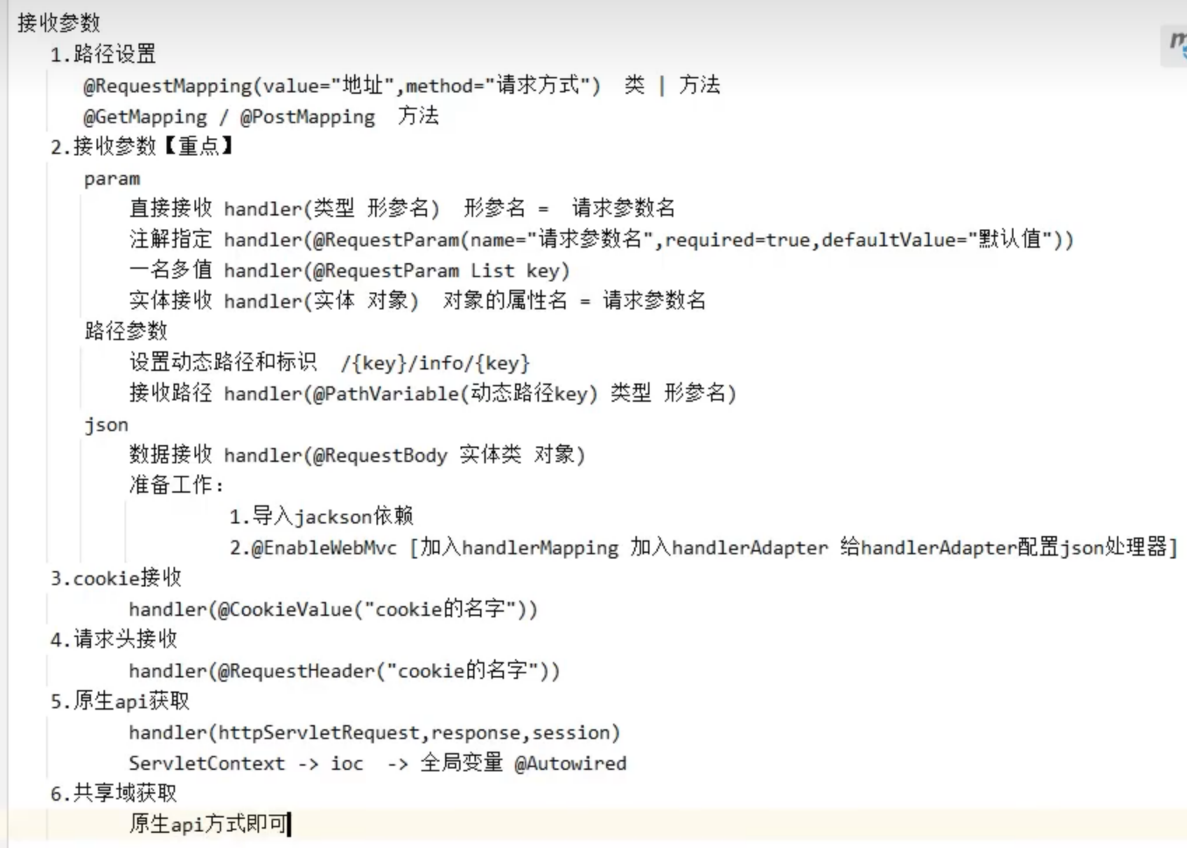 接收参数
1.路径设置
@RequestMapping(value="地址",method="请求方式")  类 | 方法
@GetMapping / @PostMapping  方法
2.接收参数【重点】
param
直接接收 handler(类型 形参名)  形参名 =  请求参数名
注解指定 handler(@RequestParam(name="请求参数名",required=true,defaultValue="默认值"))
一名多值 handler(@RequestParam List key)
实体接收 handler(实体 对象)  对象的属性名 = 请求参数名
路径参数
设置动态路径和标识  /{key}/info/{key}
接收路径 handler(@PathVariable(动态路径key) 类型 形参名)
json
数据接收 handler(@RequestBody 实体类 对象)
准备工作:
1.导入jackson依赖
2.@EnableWebMvc [加入handlerMapping 加入handlerAdapter 给handlerAdapter配置json处理器]
3.cookie接收
handler(@CookieValue("cookie的名字"))
4.请求头接收
handler(@RequestHeader("cookie的名字"))
5.原生api获取
handler(httpServletRequest,response,session)
ServletContext -> ioc  -> 全局变量 @Autowired
6.共享域获取
原生api方式即可